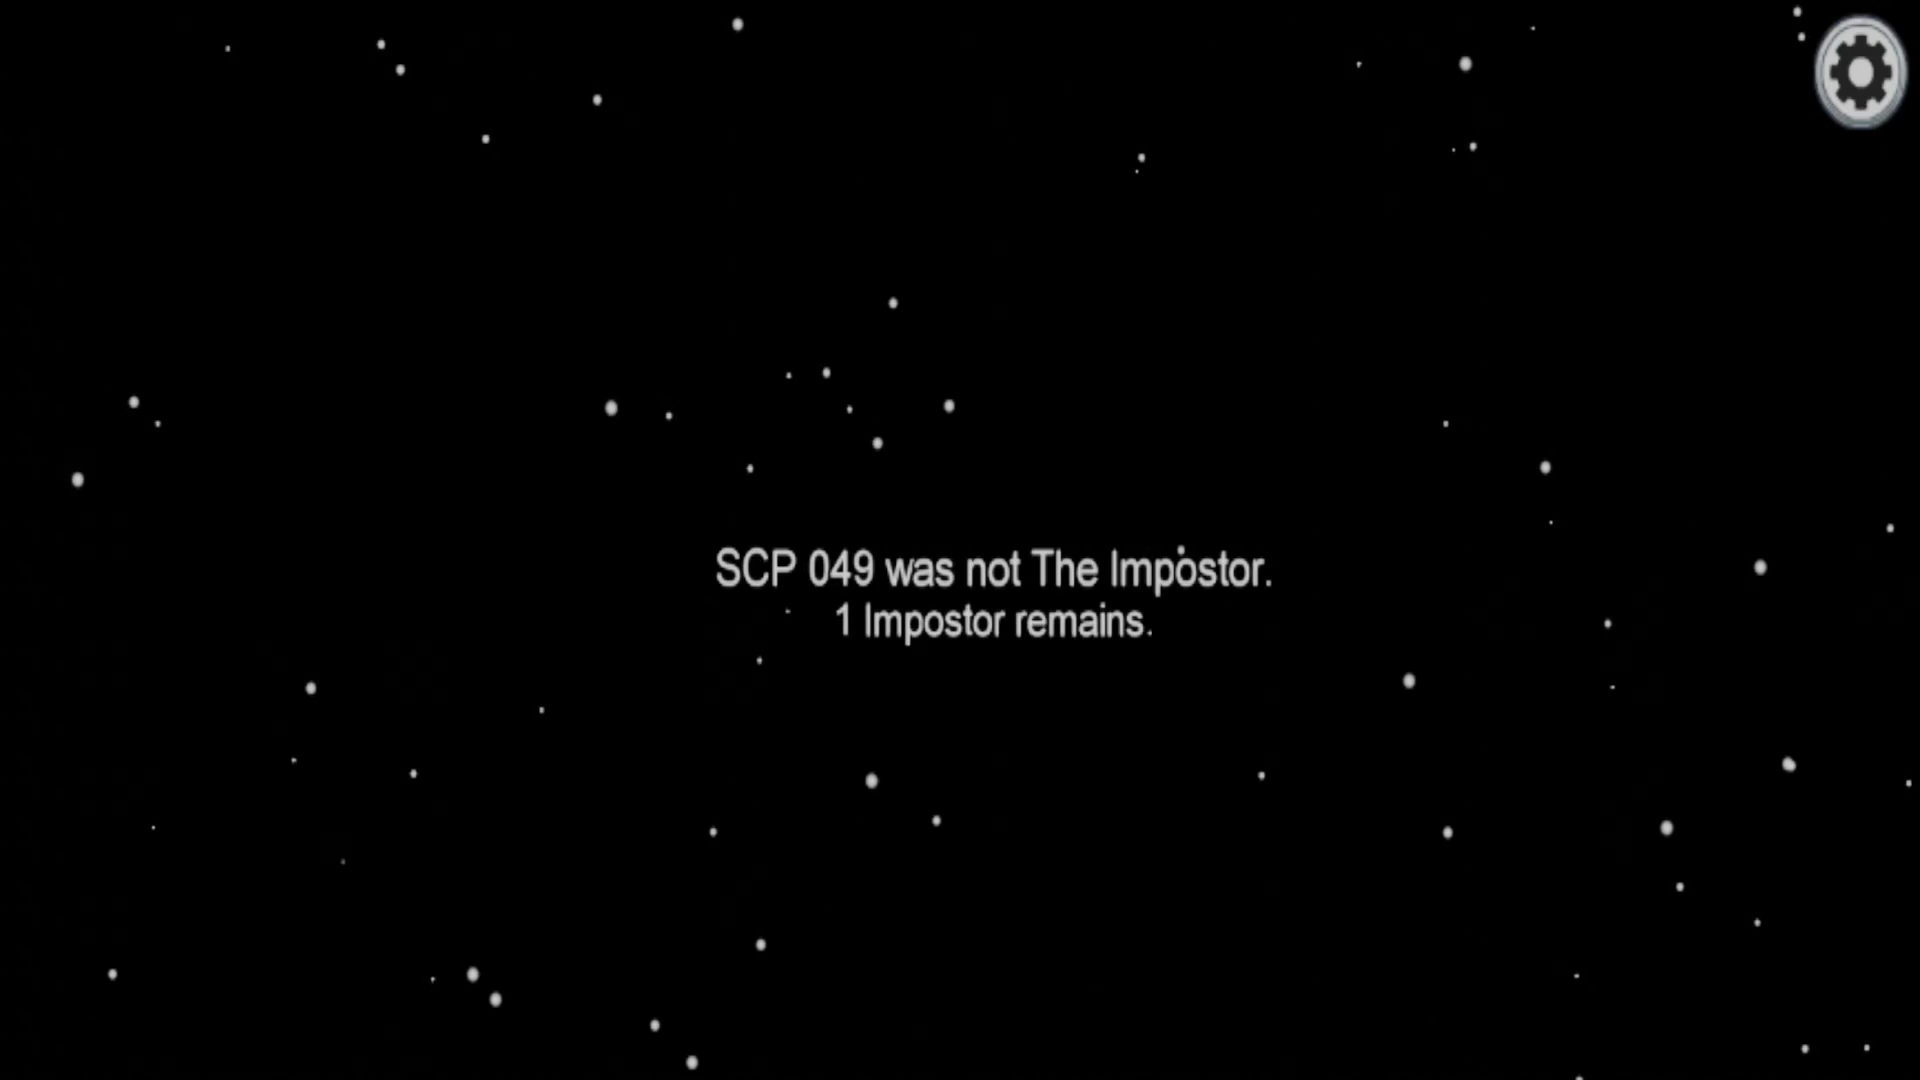 SCP 049 was not The Impostor.
1 Impostor remains.